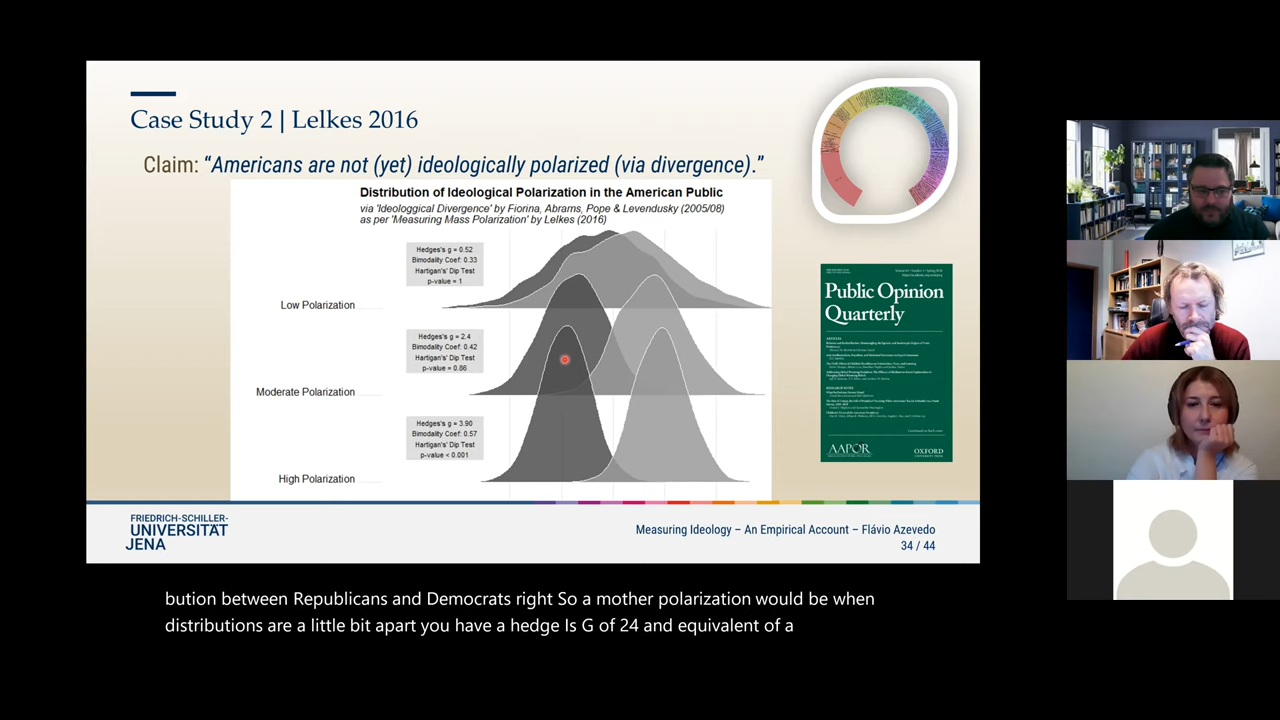 Case Study 2 | Lelkes 2016
Claim: “Americans are not (yet) ideologically polarized (via divergence).”
Distribution of Ideological Polarization in the American Public
via 'Ideologgical Divergence' by Fiorina, Abrams, Pope & Levendusky (2005/08)
as per 'Measuring Mass Polarization' by Lelkes (2016)
Hedges's g = 0.52
Bimodality Coef: 0.33
Hartigan's' Dip Test
p-value = 1
Low Polarization
Hedges's g = 2.4
Bimodality Coef: 0.42
Hartigan's' Dip Test
p-value = 0.86
Moderate Polarization
Hedges's g = 3.90
Bimodality Coef: 0.57
Hartigan's' Dip Test
p-value < 0.001
High Polarization
Public Opinion
Quarterly
ARTICLES
RESEARCH NOTES
AAPOR
OXFORD
UNIVERSITY PRESS
FRIEDRICH-SCHILLER-
UNIVERSITÄT
JENA
Measuring Ideology – An Empirical Account – Flávio Azevedo
34 / 44
bution between Republicans and Democrats right So a mother polarization would be when
distributions are a little bit apart you have a hedge Is G of 24 and equivalent of a